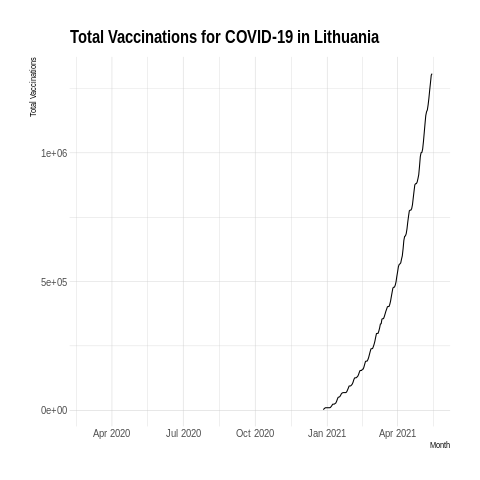 Total Vaccinations for COVID-19 in Lithuania
Total Vaccinations
1e+06
5e+05
0e+00
Apr 2020 Jul 2020 Oct 2020 Jan 2021 Apr 2021
Month